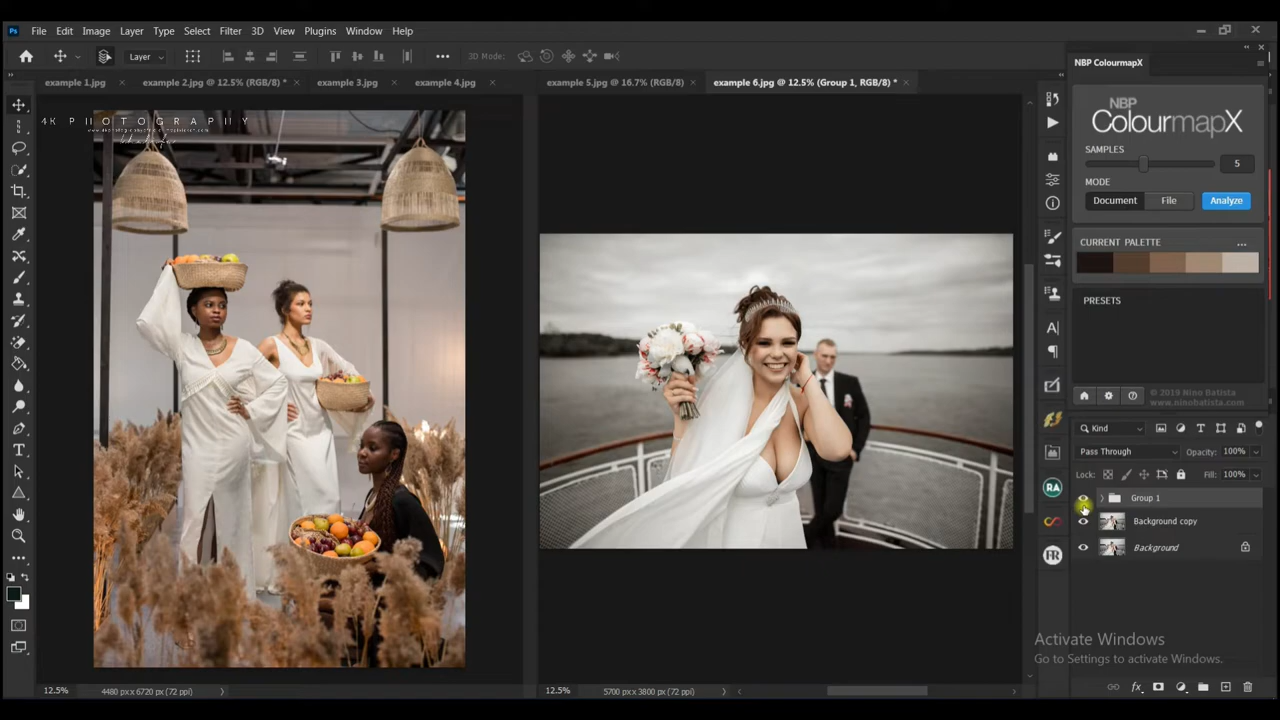 Ps File Edit Image Layer Type Select Filter 3D View Plugins Window Help
Layer 3D Mode:
example 1.jpg example 2.jpg @ 12.5% (RGB/8) * example 3.jpg example 4.jpg example 5.jpg @ 16.7% (RGB/8) example 6.jpg @ 12.5% (Group 1, RGB/8) *
4K PHOTOGRAPHY
NBP ColourmapX
NBP
ColourmapX
SAMPLES
5
MODE
Document File Analyze
CURRENT PALETTE ...
PRESETS
© 2019 Nino Batista
www.ninobatista.com
Kind
Pass Through Opacity: 100%
Lock: Fill: 100%
Group 1
Background copy
Background
RA
FR
Activate Windows
Go to Settings to activate Windows.
12.5% 4480 px x 6720 px (72 ppi) 12.5% 5700 px x 3800 px (72 ppi)
fx